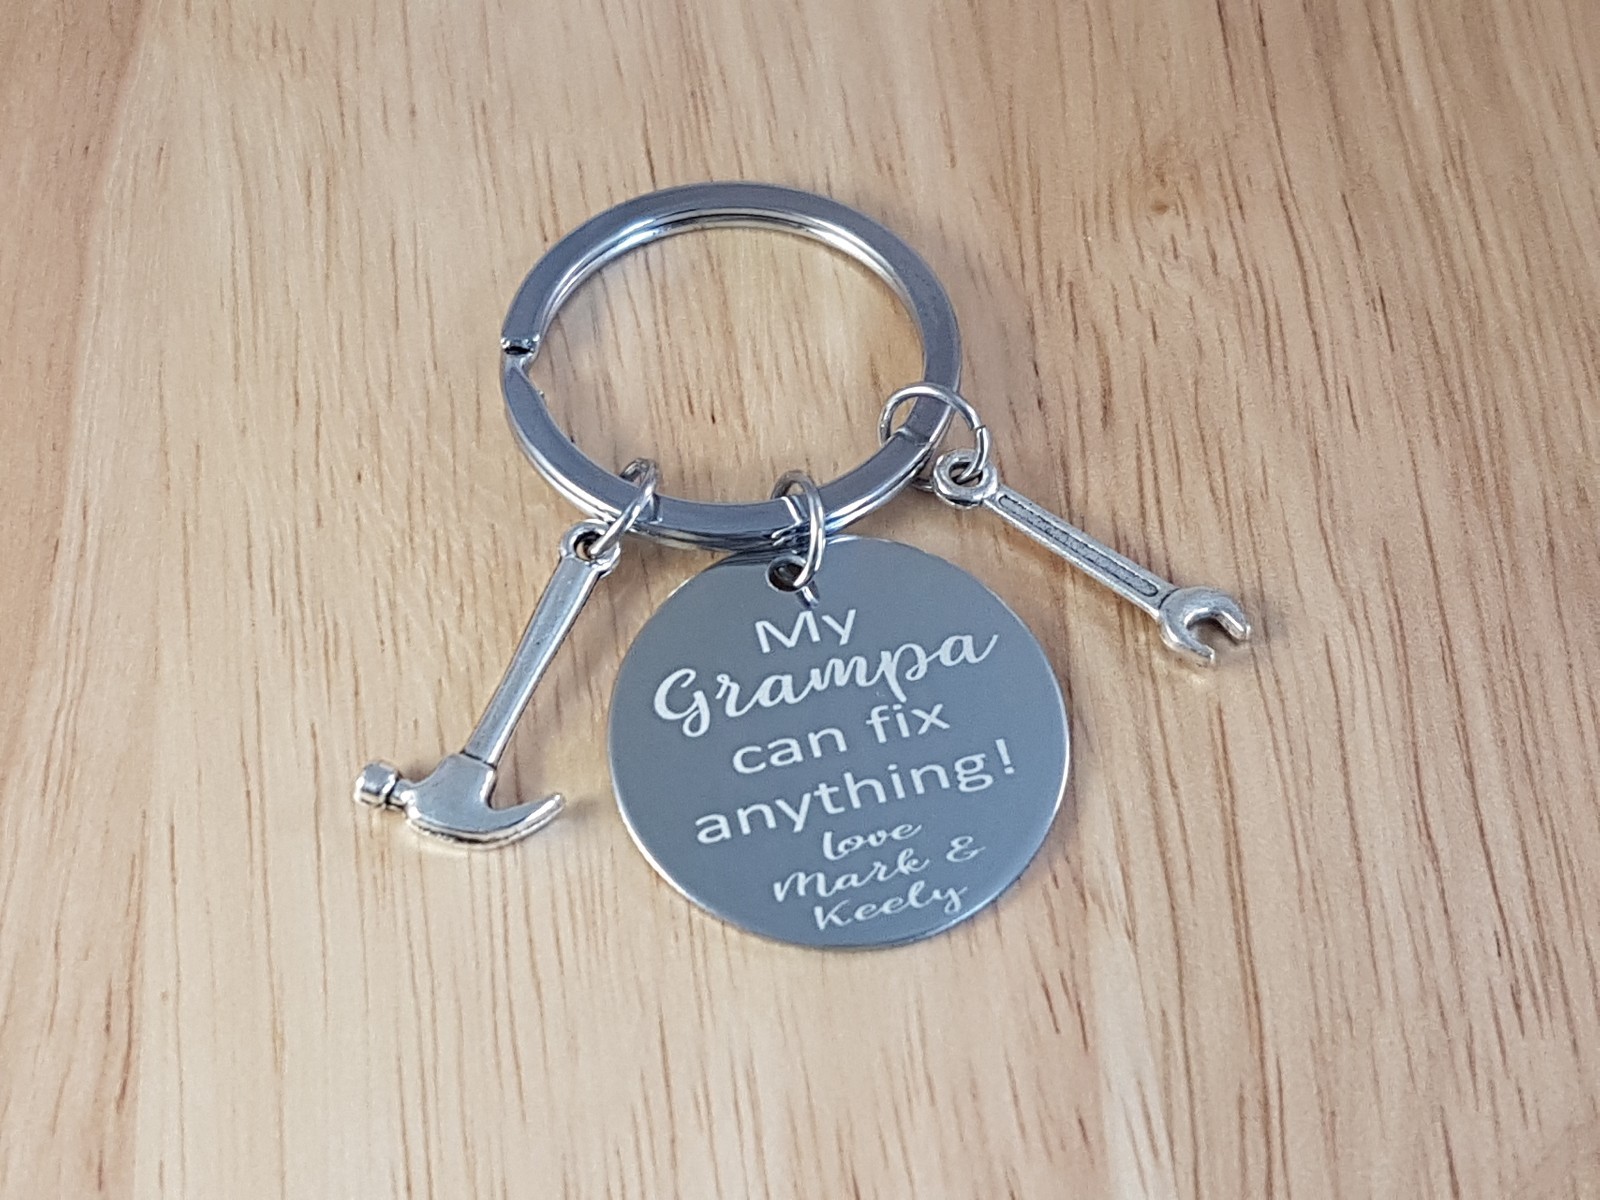 My
Grampa
can fix
anything!
love
Mark &
Keely